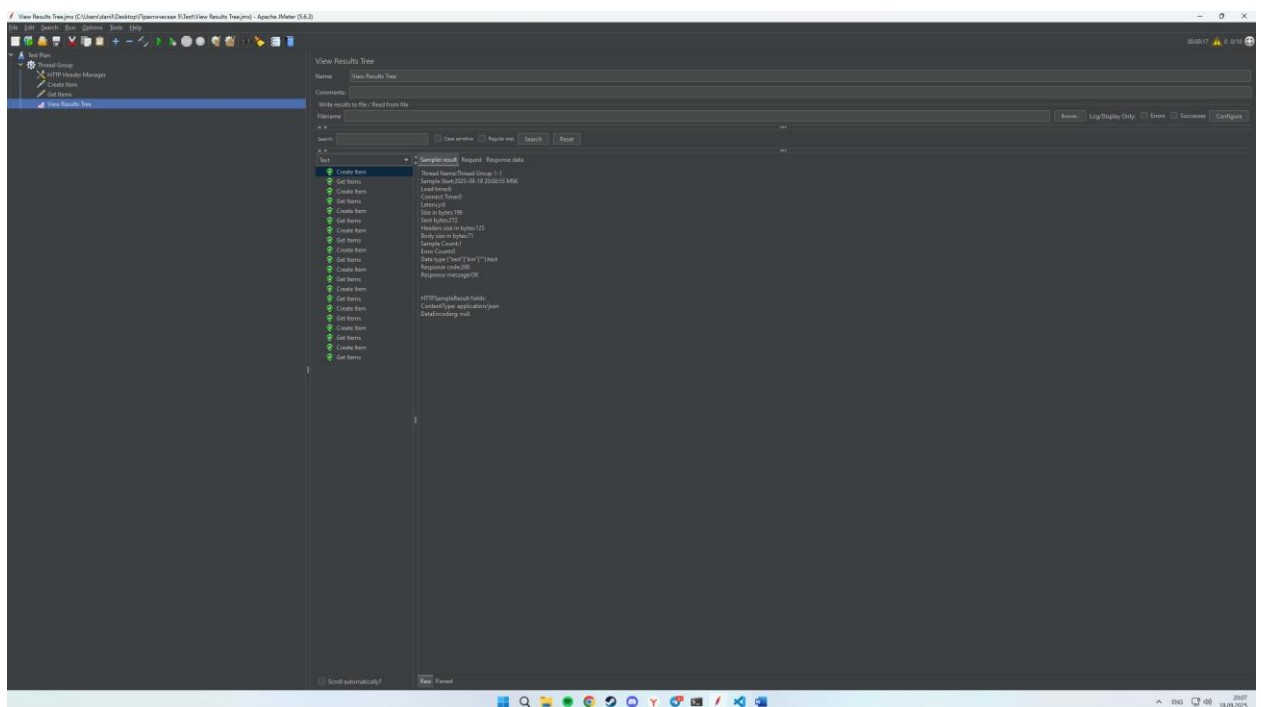 View Results Tree.jmx (C:\Users\danil\Desktop\Практическая 5\Test\View Results Tree.jmx) - Apache JMeter (5.6.3)
File Edit Search Run Options Tools Help
00:00:17 0 0/10
Test Plan
Thread Group
HTTP Header Manager
Create Item
Get Items
View Results Tree
View Results Tree
Name: View Results Tree
Comments:
Write results to file / Read from file
Filename
Browse... Log/Display Only: Errors Successes Configure
Search: Case sensitive Regular exp. Search Reset
Text
Create Item
Get Items
Create Item
Get Items
Create Item
Get Items
Create Item
Get Items
Create Item
Get Items
Create Item
Get Items
Create Item
Get Items
Create Item
Get Items
Create Item
Get Items
Create Item
Get Items
Scroll automatically?
Sampler result Request Response data
Thread Name:Thread Group 1-1
Sample Start:2025-09-18 20:00:55 MSK
Load time:6
Connect Time:0
Latency:6
Size in bytes:196
Sent bytes:272
Headers size in bytes:125
Body size in bytes:71
Sample Count:1
Error Count:0
Data type ("text"|"bin"|""):text
Response code:200
Response message:OK
HTTPSampleResult fields:
ContentType: application/json
DataEncoding: null
Raw Parsed
ENG
20:07
18.09.2025